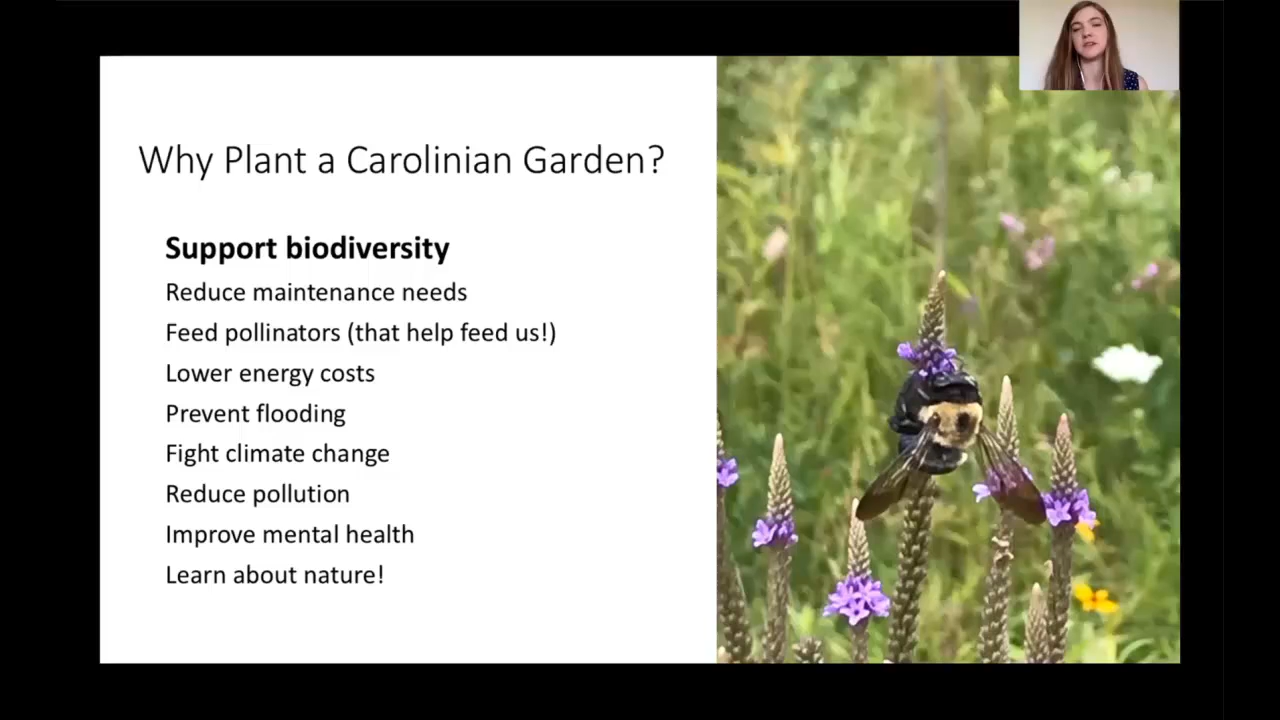 Why Plant a Carolinian Garden?
Support biodiversity
Reduce maintenance needs
Feed pollinators (that help feed us!)
Lower energy costs
Prevent flooding
Fight climate change
Reduce pollution
Improve mental health
Learn about nature!